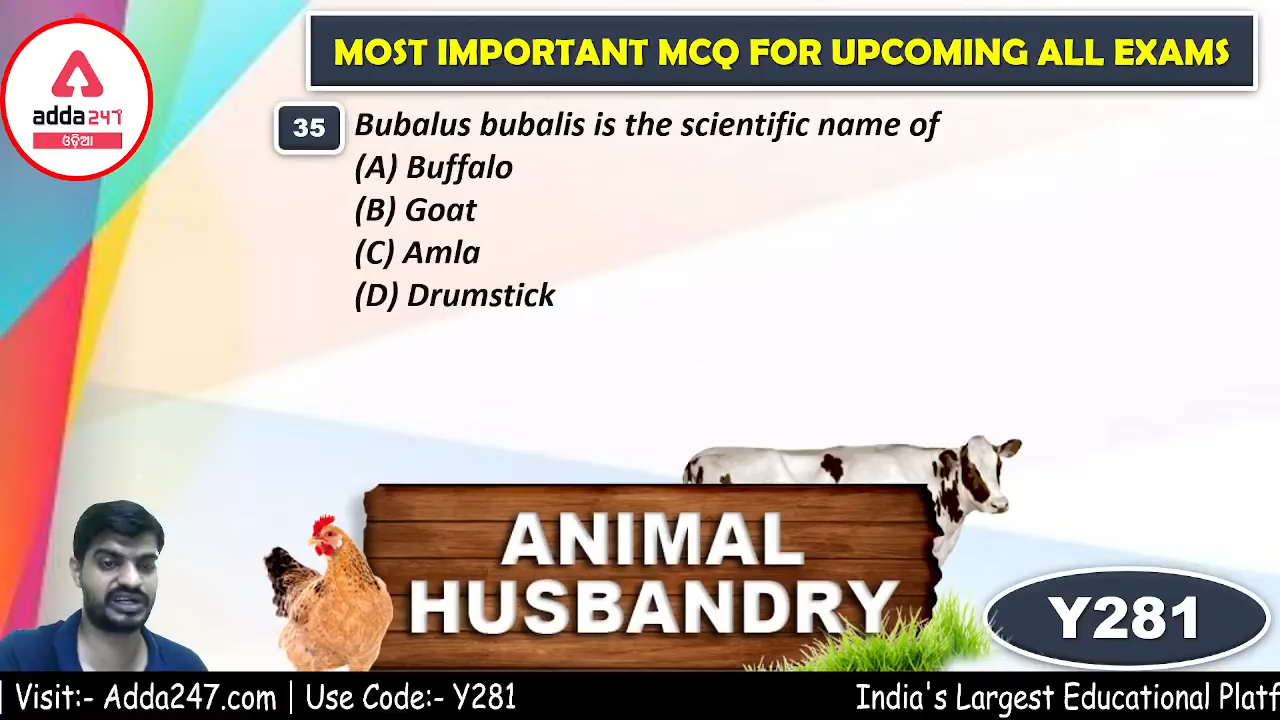 MOST IMPORTANT MCQ FOR UPCOMING ALL EXAMS
adda247
ଓଡ଼ିଆ
35 Bubalus bubalis is the scientific name of
(A) Buffalo
(B) Goat
(C) Amla
(D) Drumstick
ANIMAL
HUSBANDRY
Y281
| Visit:- Adda247.com | Use Code:- Y281 India's Largest Educational Platf